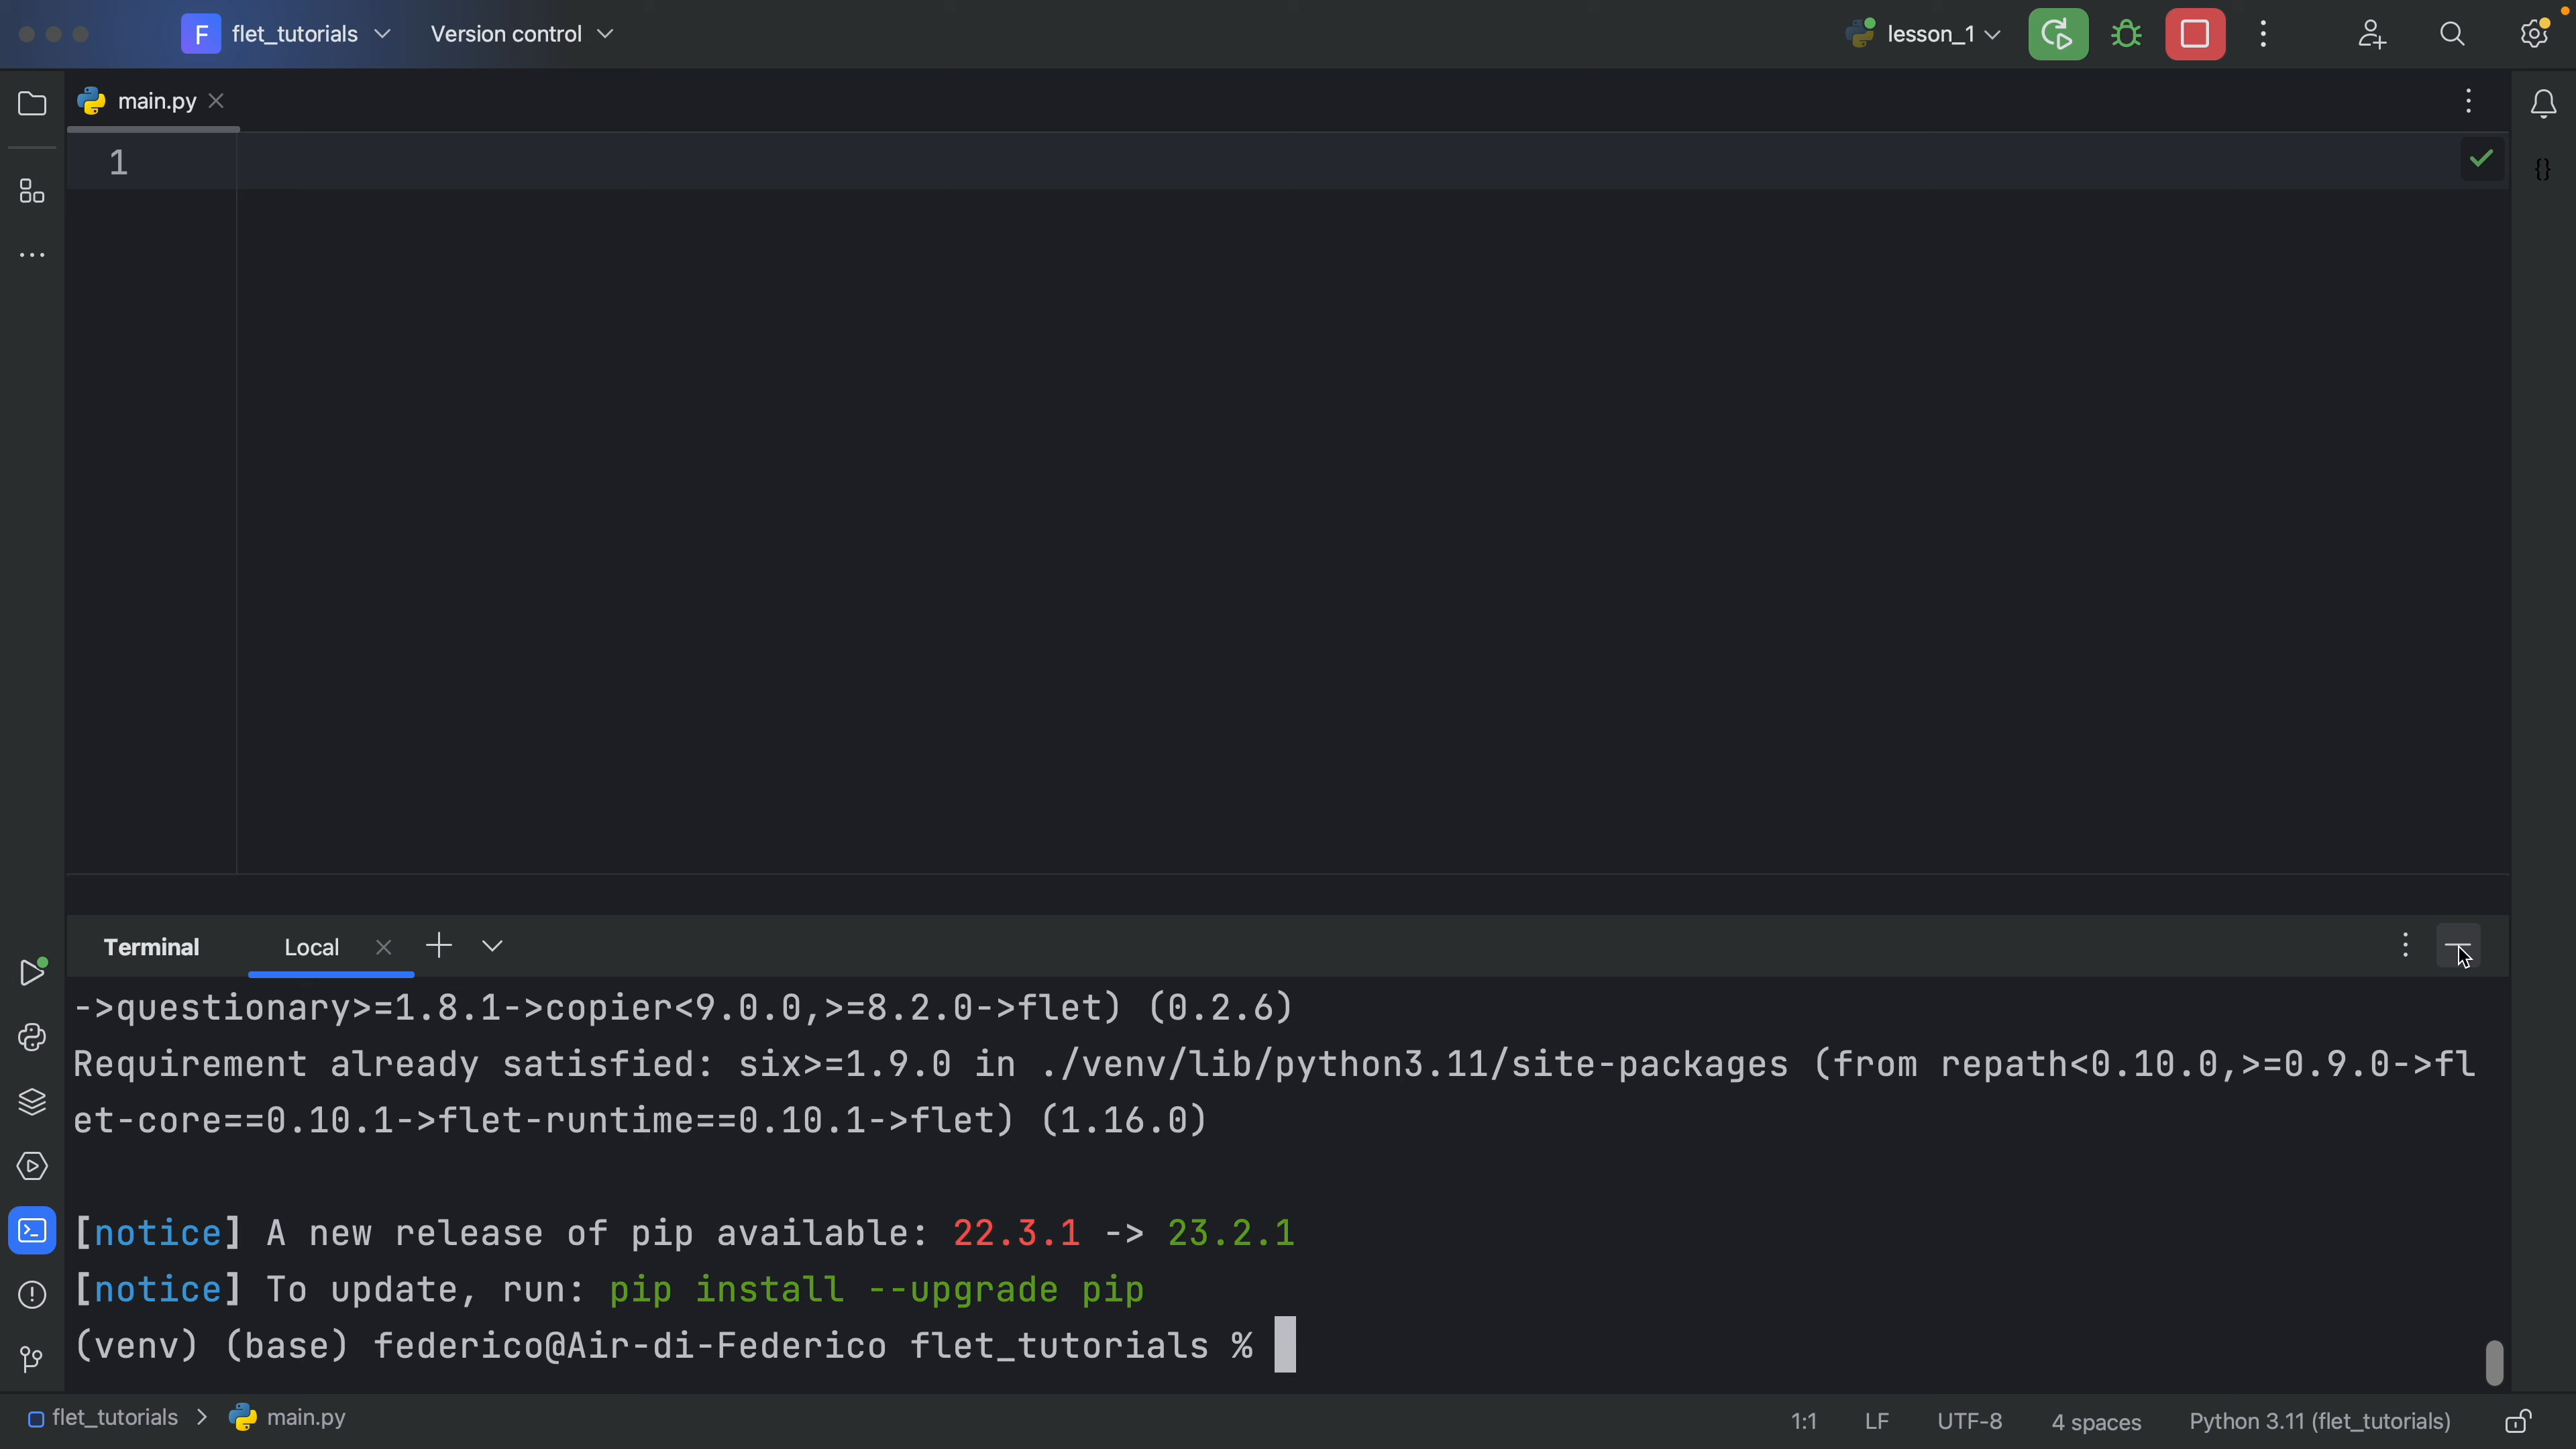 F flet_tutorials Version control lesson_1
main.py
1
{}
Terminal Local
->questionary>=1.8.1->copier<9.0.0,>=8.2.0->flet) (0.2.6)
Requirement already satisfied: six>=1.9.0 in ./venv/lib/python3.11/site-packages (from repath<0.10.0,>=0.9.0->fl
et-core==0.10.1->flet-runtime==0.10.1->flet) (1.16.0)
[notice] A new release of pip available: 22.3.1 -> 23.2.1
[notice] To update, run: pip install --upgrade pip
(venv) (base) federico@Air-di-Federico flet_tutorials %
flet_tutorials > main.py 1:1 LF UTF-8 4 spaces Python 3.11 (flet_tutorials)